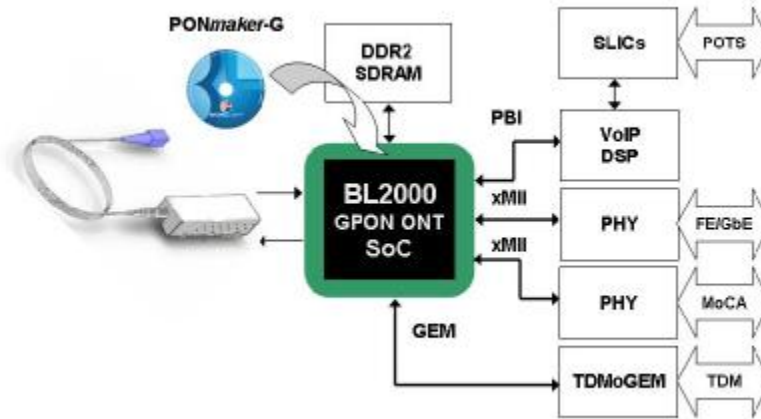 PONmaker-G
DDR2
SDRAM
SLICs
POTS
PBI
VoIP
DSP
BL2000
GPON ONT
SoC
xMII
PHY
FE/GbE
xMII
PHY
MoCA
GEM
TDMoGEM
TDM